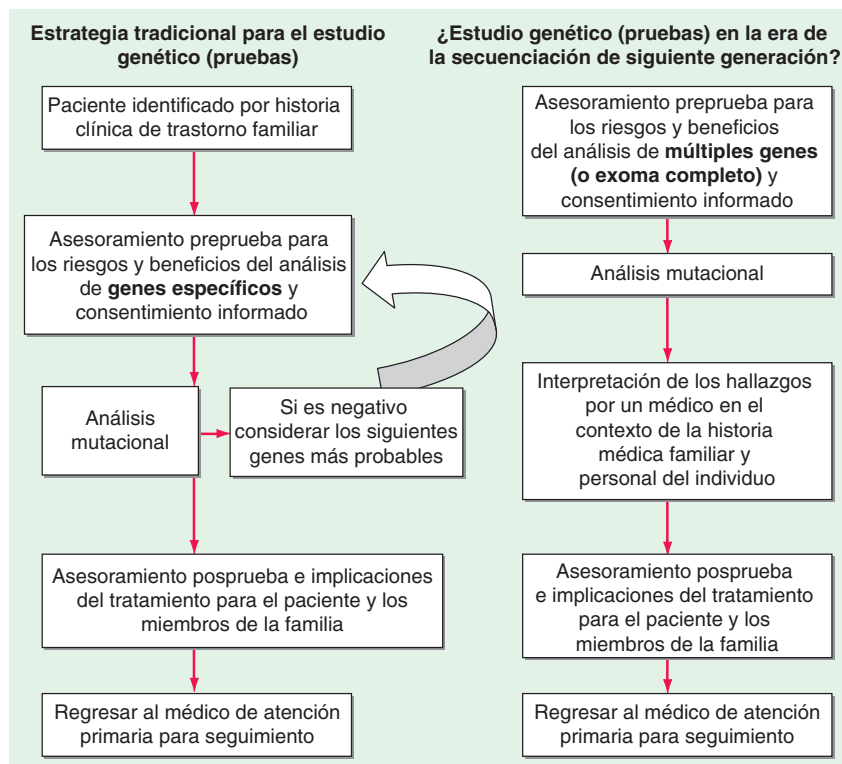 Estrategia tradicional para el estudio
genético (pruebas)
Paciente identificado por historia
clínica de trastorno familiar
Asesoramiento preprueba para
los riesgos y beneficios del análisis
de genes específicos y
consentimiento informado
Análisis
mutacional
Si es negativo
considerar los siguientes
genes más probables
Asesoramiento posprueba e implicaciones
del tratamiento para el paciente y los
miembros de la familia
Regresar al médico de atención
primaria para seguimiento
¿Estudio genético (pruebas) en la era de
la secuenciación de siguiente generación?
Asesoramiento preprueba para
los riesgos y beneficios
del análisis de múltiples genes
(o exoma completo) y
consentimiento informado
Análisis mutacional
Interpretación de los hallazgos
por un médico en el
contexto de la historia
médica familiar y
personal del individuo
Asesoramiento posprueba
e implicaciones del tratamiento
para el paciente y los
miembros de la familia
Regresar al médico de atención
primaria para seguimiento